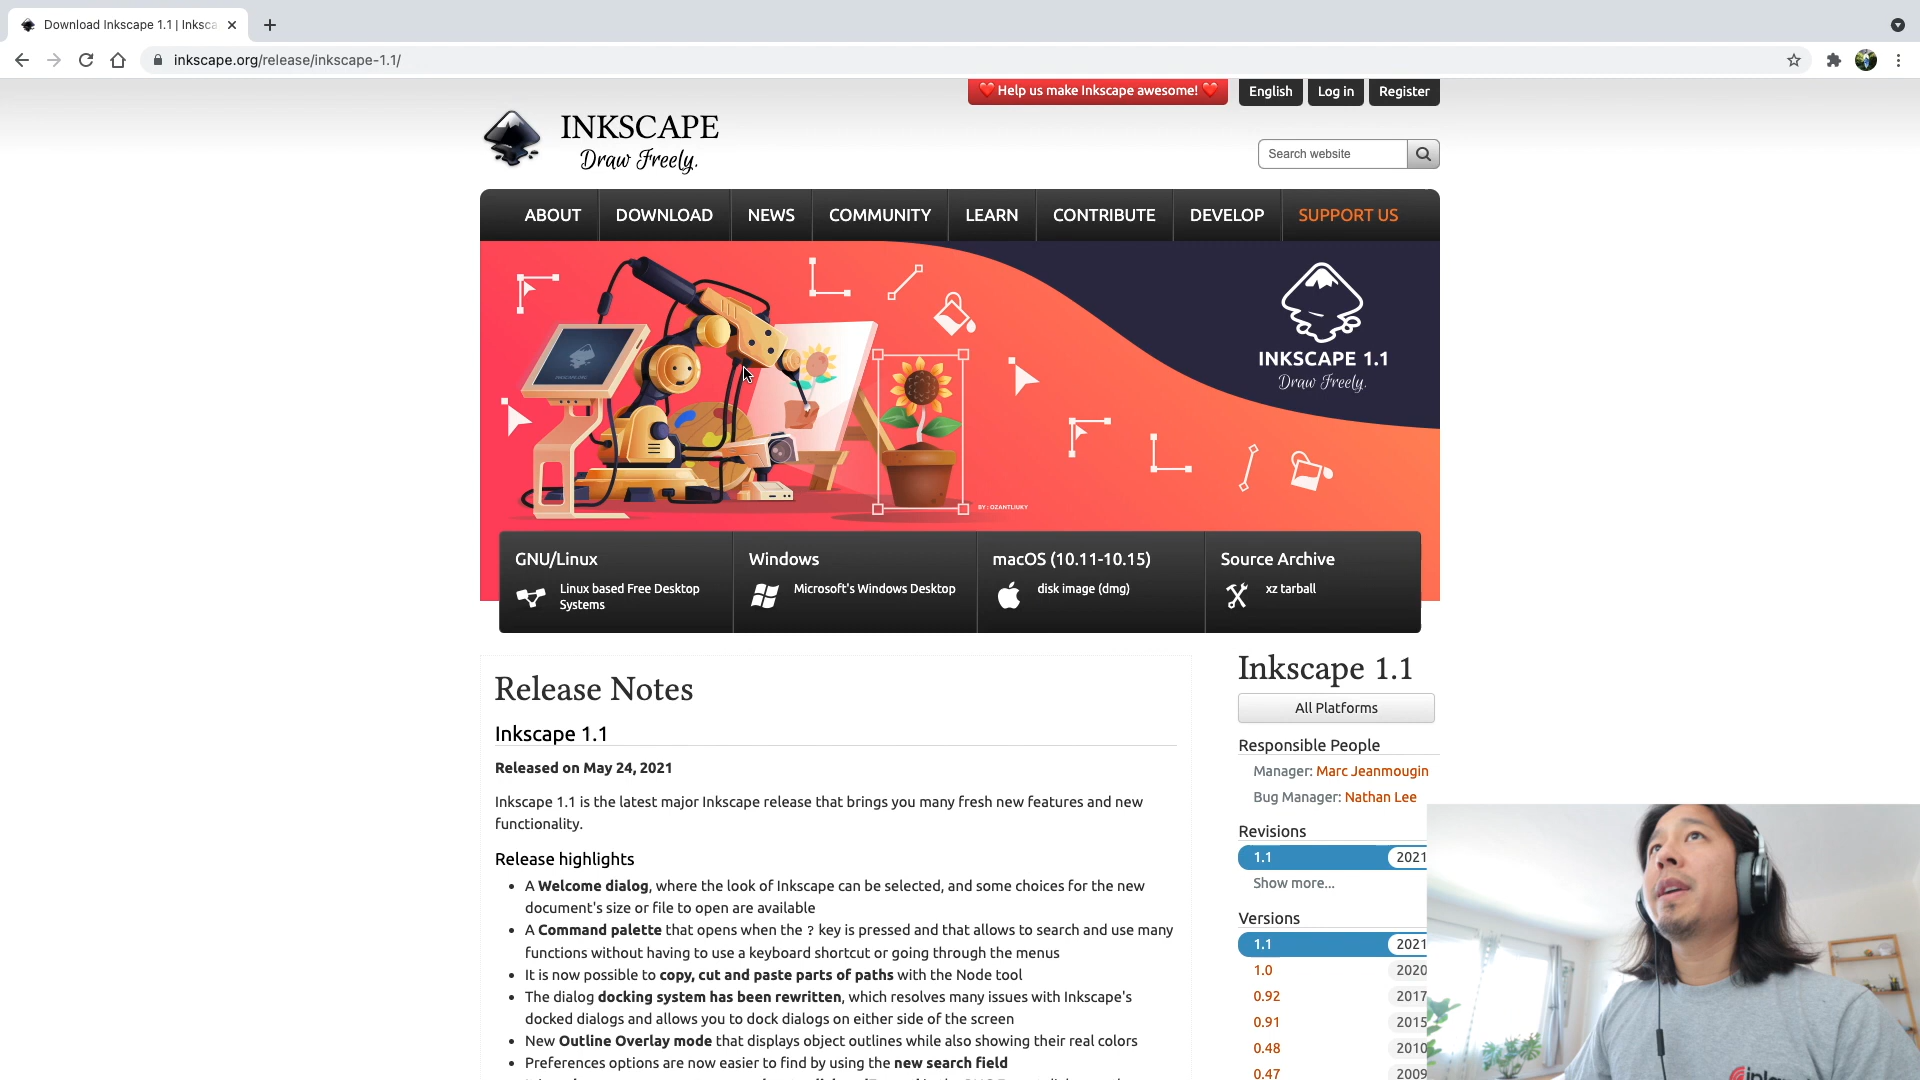 Download Inkscape 1.1 | Inksca
inkscape.org/release/inkscape-1.1/
Help us make Inkscape awesome!
English
Log in
Register
INKSCAPE
Draw Freely.
Search website
ABOUT
DOWNLOAD
NEWS
COMMUNITY
LEARN
CONTRIBUTE
DEVELOP
SUPPORT US
INKSCAPE 1.1
Draw Freely.
BY : OZANTLIUKY
GNU/Linux
Linux based Free Desktop
Systems
Windows
Microsoft's Windows Desktop
macOS (10.11-10.15)
disk image (dmg)
Source Archive
xz tarball
Release Notes
Inkscape 1.1
Released on May 24, 2021
Inkscape 1.1 is the latest major Inkscape release that brings you many fresh new features and new
functionality.
Release highlights
• A Welcome dialog, where the look of Inkscape can be selected, and some choices for the new
document's size or file to open are available
• A Command palette that opens when the ? key is pressed and that allows to search and use many
functions without having to use a keyboard shortcut or going through the menus
• It is now possible to copy, cut and paste parts of paths with the Node tool
• The dialog docking system has been rewritten, which resolves many issues with Inkscape's
docked dialogs and allows you to dock dialogs on either side of the screen
• New Outline Overlay mode that displays object outlines while also showing their real colors
• Preferences options are now easier to find by using the new search field
Inkscape 1.1
All Platforms
Responsible People
Manager: Marc Jeanmougin
Bug Manager: Nathan Lee
Revisions
1.1 2021
Show more...
Versions
1.1 2021
1.0 2020
0.92 2017
0.91 2015
0.48 2010
0.47 2009